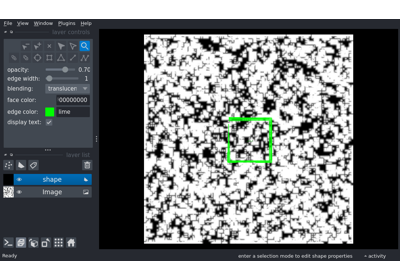 File View Window Plugins Help
layer controls
opacity: 0.70
edge width: 1
blending: translucen
face color: 00000000
edge color: lime
display text:
layer list
shape
Image
Ready
enter a selection mode to edit shape properties
activity